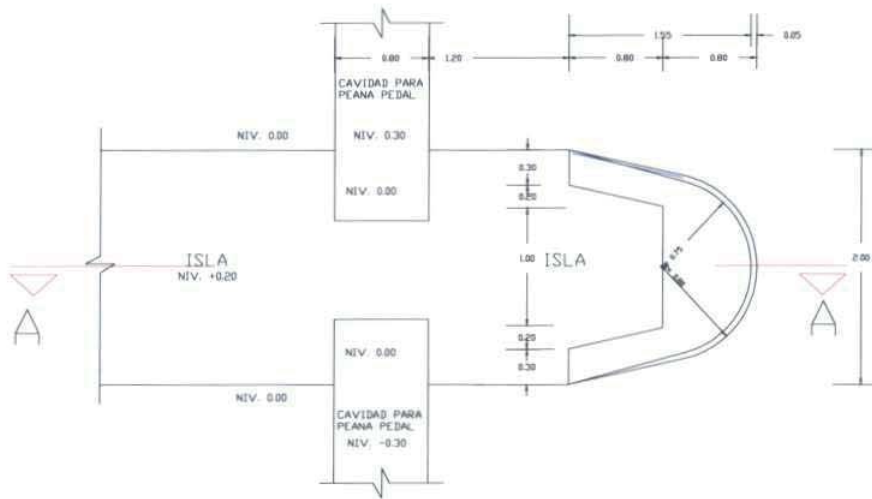 1.55
0.05
0.80
1.20
0.80
0.80
CAVIDAD PARA
PEANA PEDAL
NIV. 0.00
NIV. 0.30
0.30
0.20
NIV. 0.00
0.75
ISLA
NIV. +0.20
1.00
ISLA
2.00
A
A
0.20
NIV. 0.00
0.30
NIV. 0.00
CAVIDAD PARA
PEANA PEDAL
NIV. -0.30